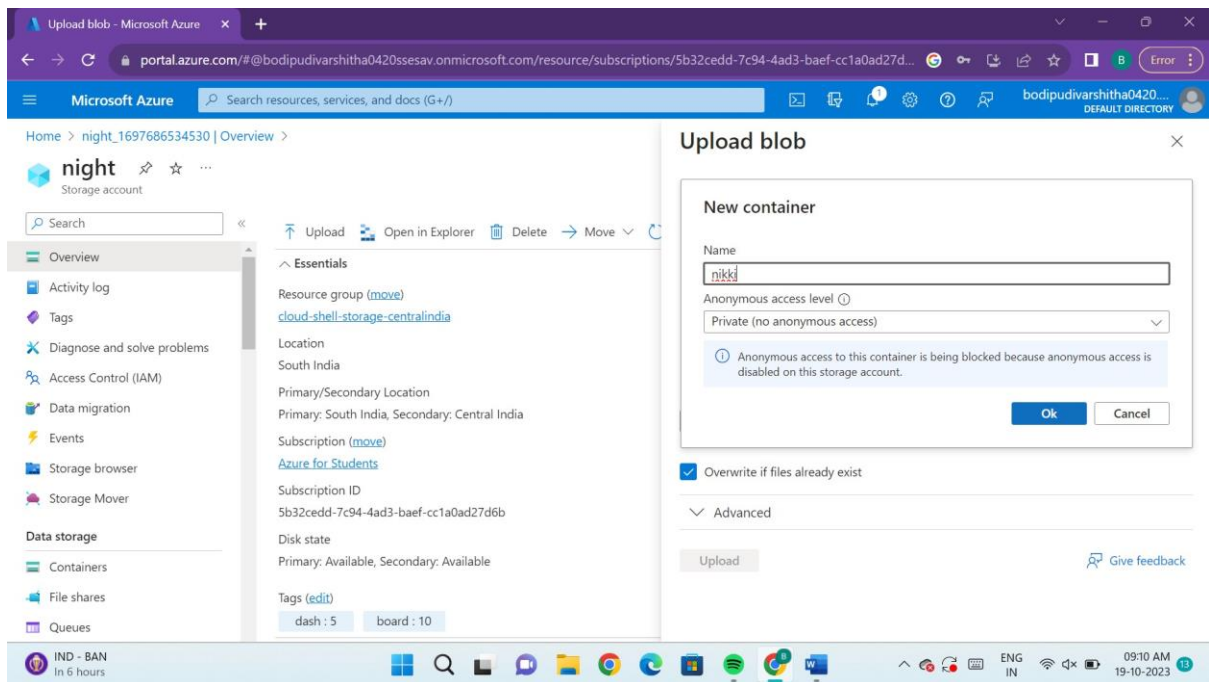 Upload blob - Microsoft Azure
portal.azure.com/#@bodipudivarshitha0420ssesav.onmicrosoft.com/resource/subscriptions/5b32cedd-7c94-4ad3-baef-cc1a0ad27d...
B
Error
Microsoft Azure
Search resources, services, and docs (G+/)
1
bodipudivarshitha0420....
DEFAULT DIRECTORY
Home > night_1697686534530 | Overview >
night
Storage account
Search
Overview
Activity log
Tags
Diagnose and solve problems
Access Control (IAM)
Data migration
Events
Storage browser
Storage Mover
Data storage
Containers
File shares
Queues
Upload Open in Explorer Delete Move
Essentials
Resource group (move)
cloud-shell-storage-centralindia
Location
South India
Primary/Secondary Location
Primary: South India, Secondary: Central India
Subscription (move)
Azure for Students
Subscription ID
5b32cedd-7c94-4ad3-baef-cc1a0ad27d6b
Disk state
Primary: Available, Secondary: Available
Tags (edit)
dash : 5 board : 10
Upload blob
New container
Name
nikki
Anonymous access level
Private (no anonymous access)
Anonymous access to this container is being blocked because anonymous access is
disabled on this storage account.
Ok Cancel
Overwrite if files already exist
Advanced
Upload
Give feedback
IND - BAN
In 6 hours
ENG
IN
09:10 AM
19-10-2023
13